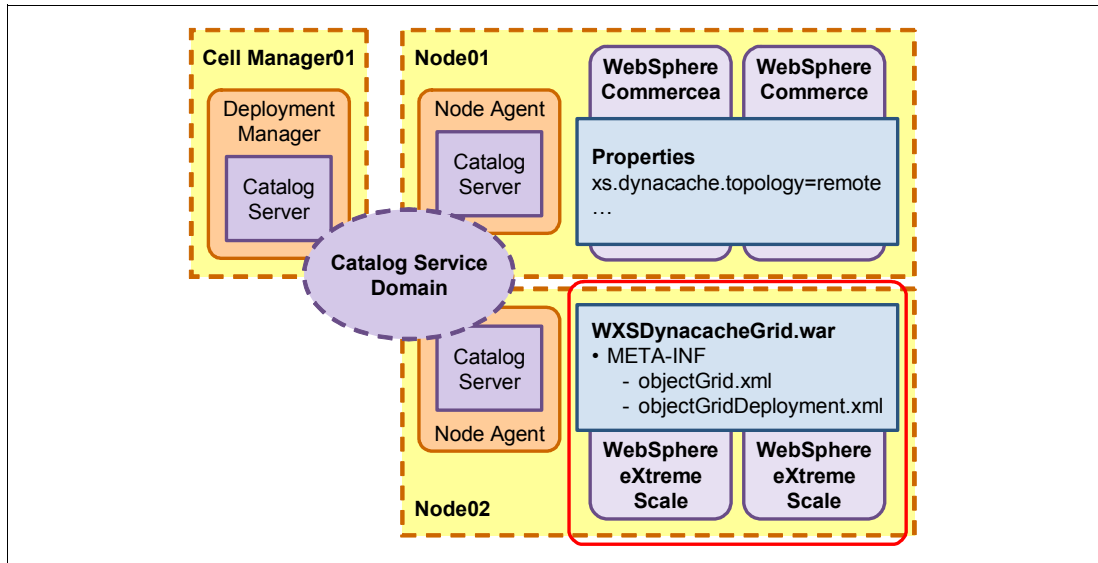 Cell Manager01
Deployment
Manager
Catalog
Server
Node01
Node Agent
Catalog
Server
WebSphere
Commercea
WebSphere
Commerce
Properties
xs.dynacache.topology=remote
…
Catalog Service
Domain
Catalog
Server
Node Agent
Node02
WXSDynacacheGrid.war
• META-INF
- objectGrid.xml
- objectGridDeployment.xml
WebSphere
eXtreme
Scale
WebSphere
eXtreme
Scale